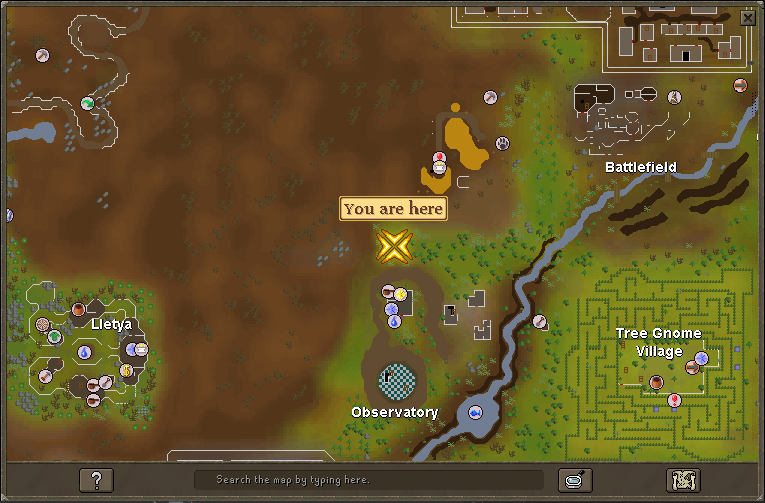 Battlefield
You are here
Lletya
Tree Gnome
Village
Observatory
?
Search the map by typing here.